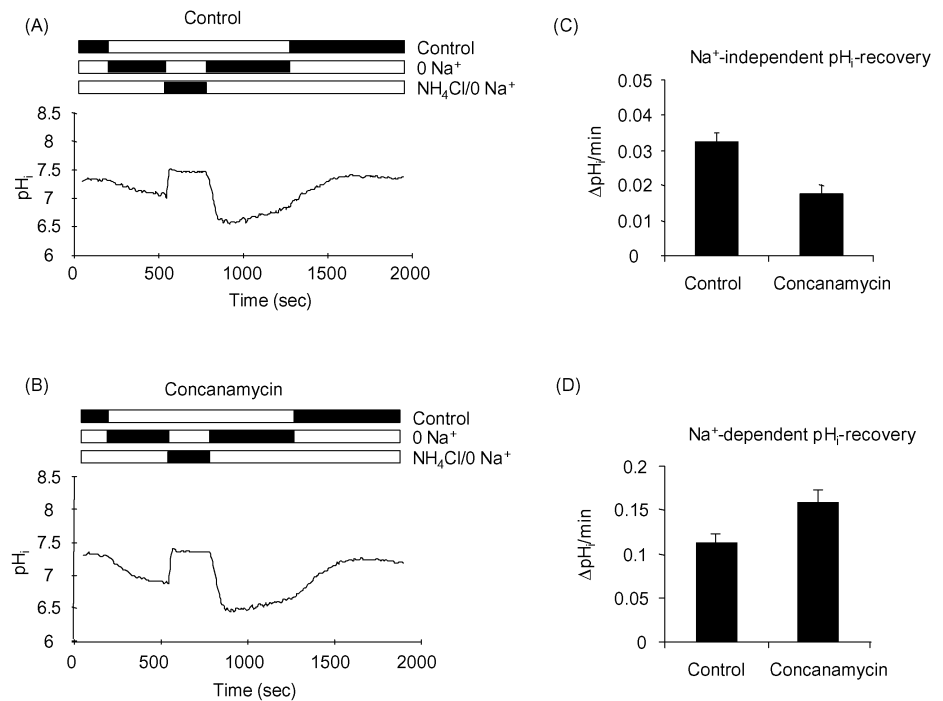 (A)
Control
Control
0 Na⁺
NH₄Cl/0 Na⁺
8.5
8
7.5
7
6.5
6
pHᵢ
0 500 1000 1500 2000
Time (sec)
(B)
Concanamycin
Control
0 Na⁺
NH₄Cl/0 Na⁺
8.5
8
7.5
7
6.5
6
pHᵢ
0 500 1000 1500 2000
Time (sec)
(C)
Na⁺-independent pHᵢ-recovery
0.05
0.04
0.03
0.02
0.01
0
ΔpHᵢ/min
Control Concanamycin
(D)
Na⁺-dependent pHᵢ-recovery
0.2
0.15
0.1
0.05
0
ΔpHᵢ/min
Control Concanamycin